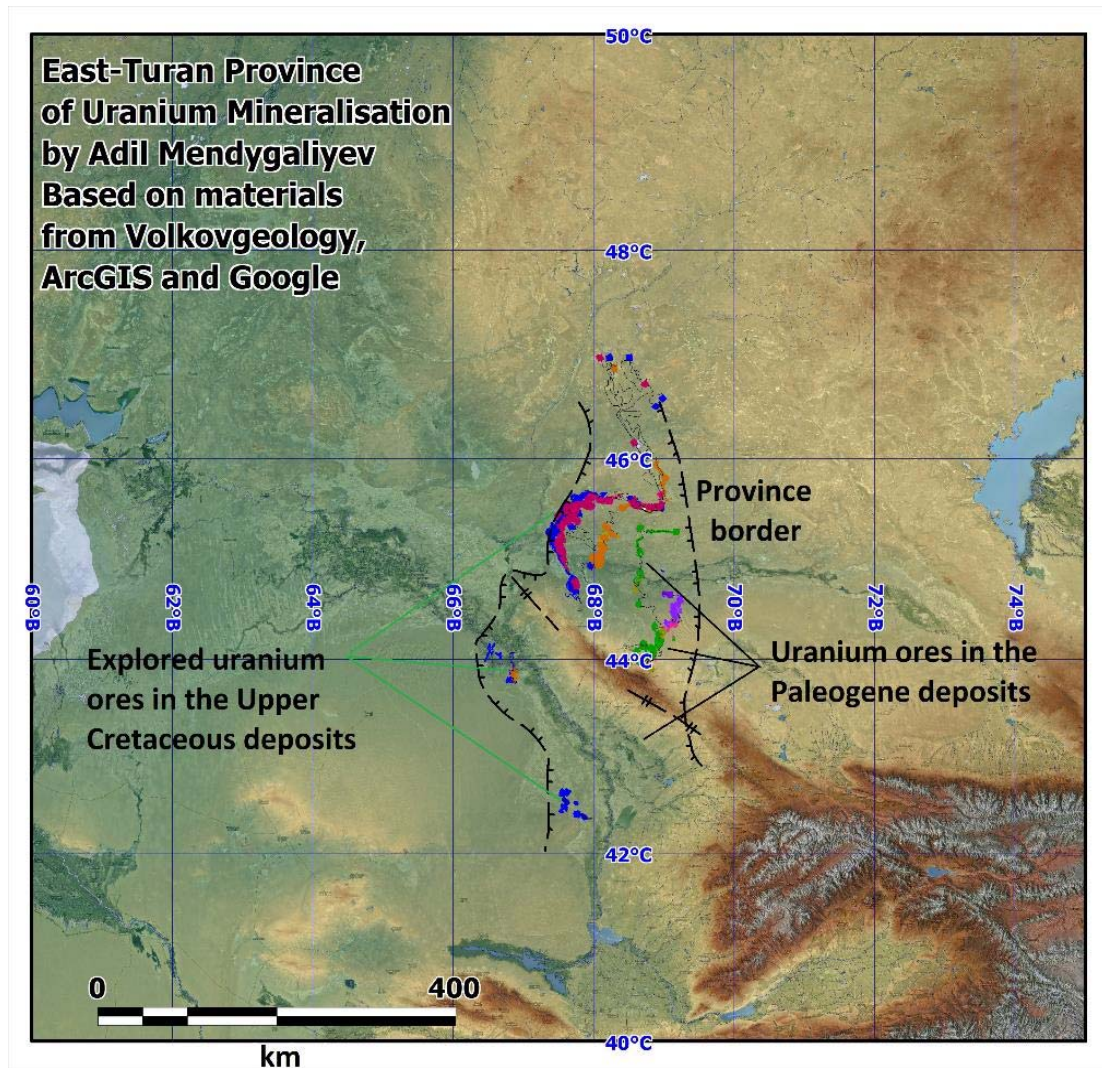 East-Turan Province
of Uranium Mineralisation
by Adil Mendygaliyev
Based on materials
from Volkovgeology,
ArcGIS and Google
50°C
48°C
46°C
Province
border
60°B
62°B
64°B
66°B
68°B
70°B
72°B
74°B
Explored uranium
ores in the Upper
Cretaceous deposits
44°C
Uranium ores in the
Paleogene deposits
42°C
0
400
km
40°C